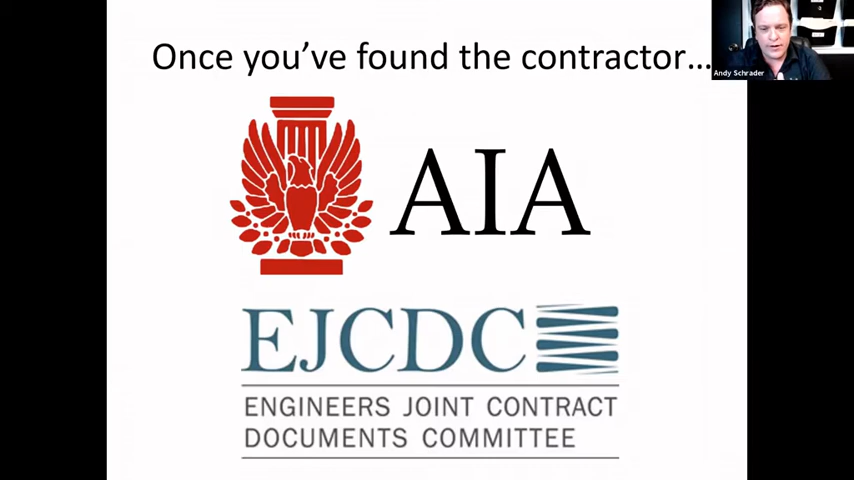 Once you've found the contractor...
Andy Schrader
AIA
EJCDC
ENGINEERS JOINT CONTRACT
DOCUMENTS COMMITTEE